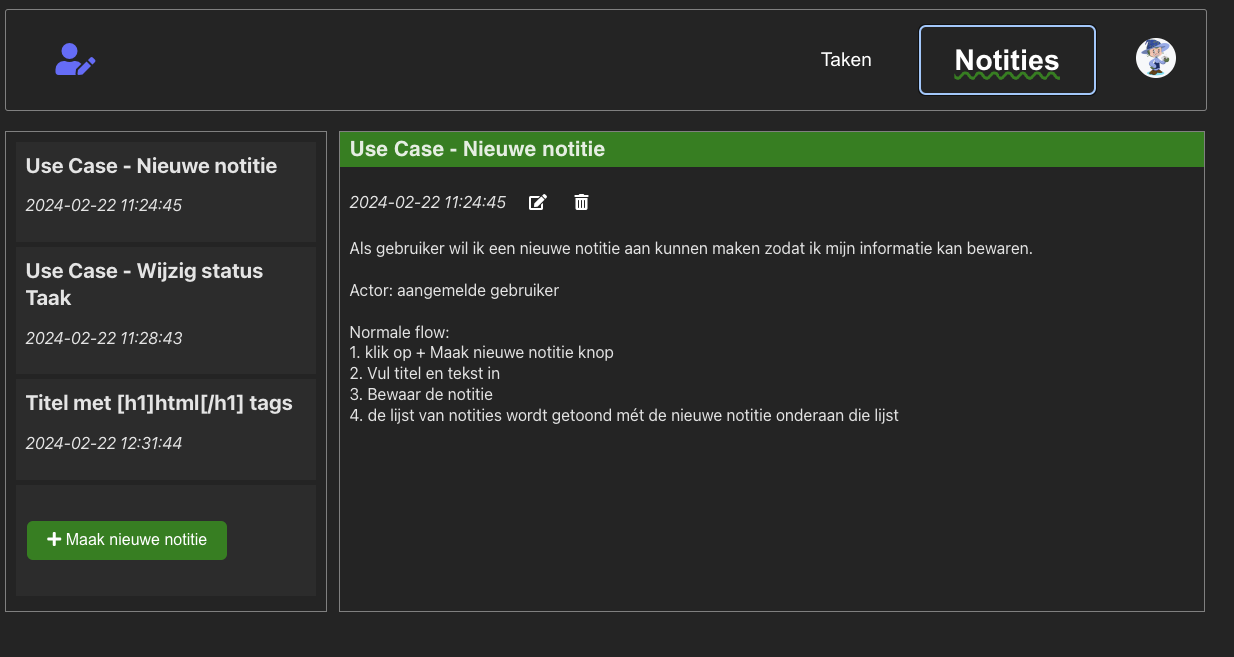 Taken
Notities
Use Case - Nieuwe notitie
2024-02-22 11:24:45
Use Case - Wijzig status
Taak
2024-02-22 11:28:43
Titel met [h1]html[/h1] tags
2024-02-22 12:31:44
+ Maak nieuwe notitie
Use Case - Nieuwe notitie
2024-02-22 11:24:45
Als gebruiker wil ik een nieuwe notitie aan kunnen maken zodat ik mijn informatie kan bewaren.
Actor: aangemelde gebruiker
Normale flow:
1. klik op + Maak nieuwe notitie knop
2. Vul titel en tekst in
3. Bewaar de notitie
4. de lijst van notities wordt getoond mét de nieuwe notitie onderaan die lijst